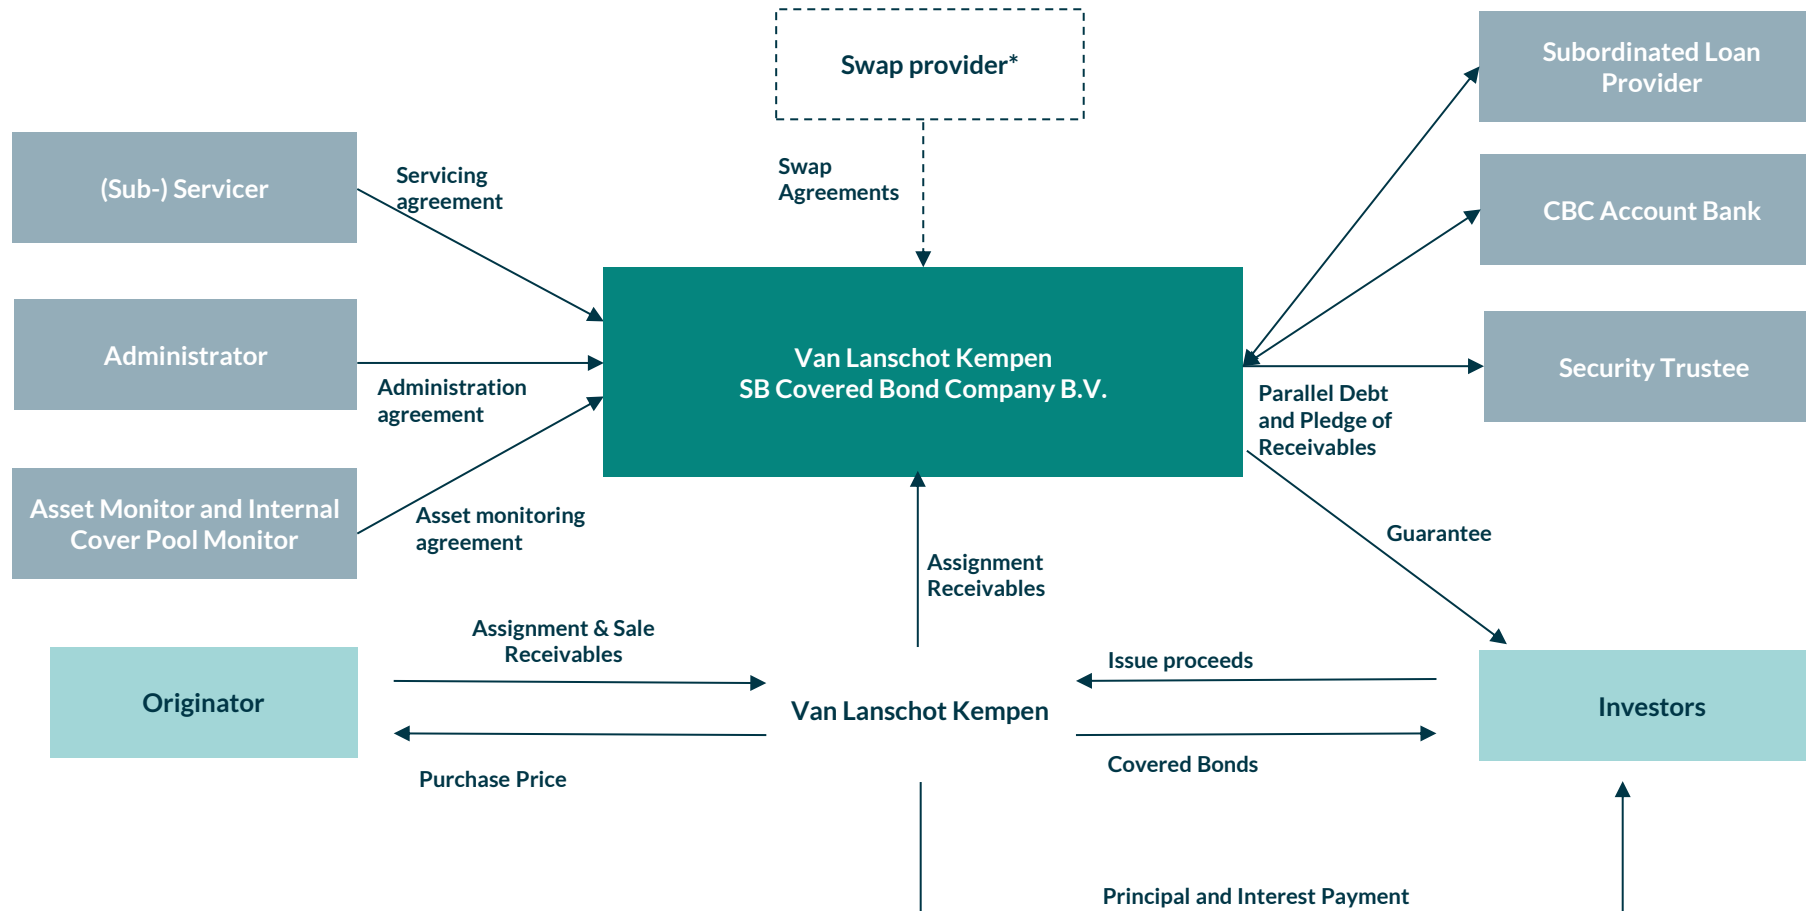 Swap provider*
Subordinated Loan
Provider
(Sub-) Servicer
Servicing
agreement
Swap
Agreements
CBC Account Bank
Administrator
Administration
agreement
Van Lanschot Kempen
SB Covered Bond Company B.V.
Security Trustee
Parallel Debt
and Pledge of
Receivables
Asset Monitor and Internal
Cover Pool Monitor
Asset monitoring
agreement
Assignment
Receivables
Guarantee
Originator
Assignment & Sale
Receivables
Purchase Price
Van Lanschot Kempen
Issue proceeds
Covered Bonds
Investors
Principal and Interest Payment